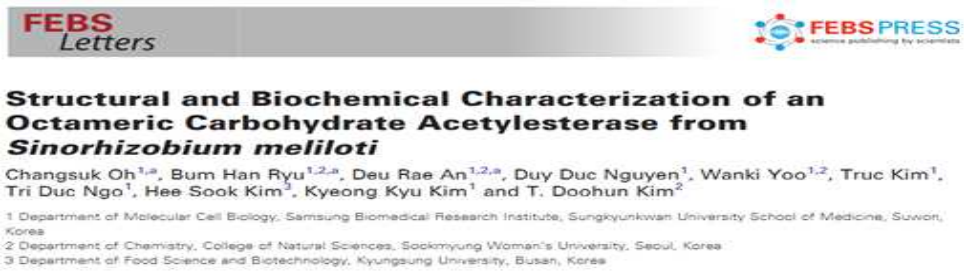 FEBS
Letters
FEBS PRESS
science publishing by scientists
Structural and Biochemical Characterization of an
Octameric Carbohydrate Acetylesterase from
Sinorhizobium meliloti
Changsuk Oh1,a, Bum Han Ryu1,2,a, Deu Rae An1,2,a, Duy Duc Nguyen1, Wanki Yoo1,2, Truc Kim1,
Tri Duc Ngo1, Hee Sook Kim3, Kyeong Kyu Kim1 and T. Doohun Kim2
1 Department of Molecular Cell Biology, Samsung Biomedical Research Institute, Sungkyunkwan University School of Medicine, Suwon,
Korea
2 Department of Chemistry, College of Natural Sciences, Sookmyung Woman's University, Seoul, Korea
3 Department of Food Science and Biotechnology, Kyungsung University, Busan, Korea